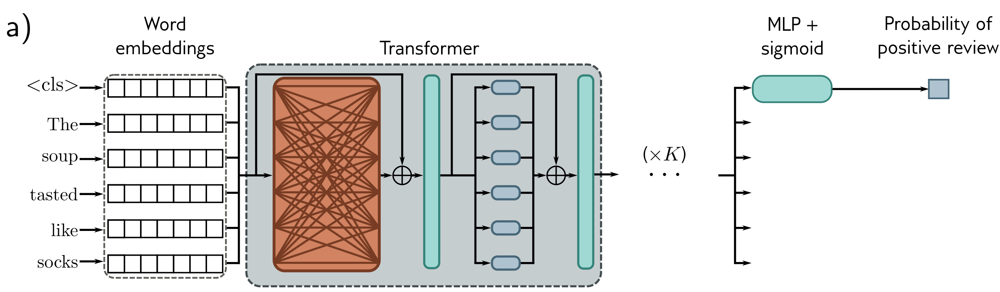 a)
Word
embeddings
Transformer
MLP +
sigmoid
Probability of
positive review
<cls>
The
soup
tasted
like
socks
(×K)
· · ·